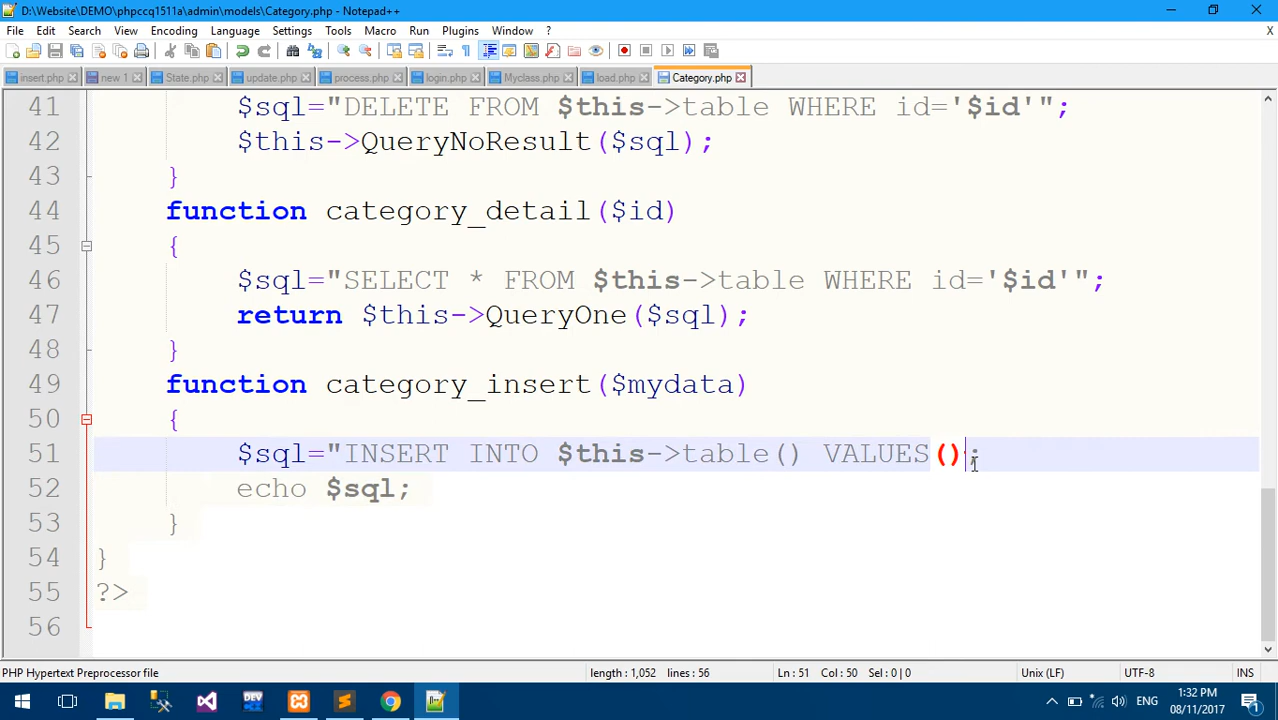 D:\Website\DEMO\phpccq1511a\admin\models\Category.php - Notepad++
File Edit Search View Encoding Language Settings Tools Macro Run Plugins Window ? X
insert.php new 1 State.php update.php process.php login.php Myclass.php load.php Category.php
41 $sql="DELETE FROM $this->table WHERE id='$id'";
42 $this->QueryNoResult($sql);
43 }
44 function category_detail($id)
45 {
46 $sql="SELECT * FROM $this->table WHERE id='$id'";
47 return $this->QueryOne($sql);
48 }
49 function category_insert($mydata)
50 {
51 $sql="INSERT INTO $this->table() VALUES();
52 echo $sql;
53 }
54 }
55 ?>
56
PHP Hypertext Preprocessor file length : 1,052 lines : 56 Ln : 51 Col : 50 Sel : 0 | 0 Unix (LF) UTF-8 INS
ENG 1:32 PM
08/11/2017